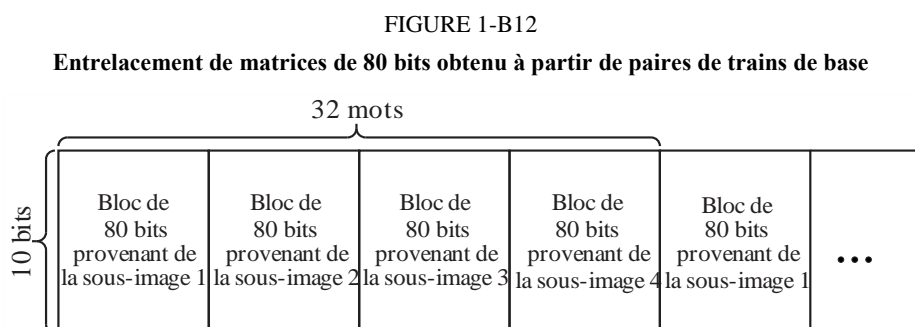 FIGURE 1-B12
Entrelacement de matrices de 80 bits obtenu à partir de paires de trains de base
32 mots
10 bits
Bloc de
80 bits
provenant de
la sous-image 1
Bloc de
80 bits
provenant de
la sous-image 2
Bloc de
80 bits
provenant de
la sous-image 3
Bloc de
80 bits
provenant de
la sous-image 4
Bloc de
80 bits
provenant de
la sous-image 1
...